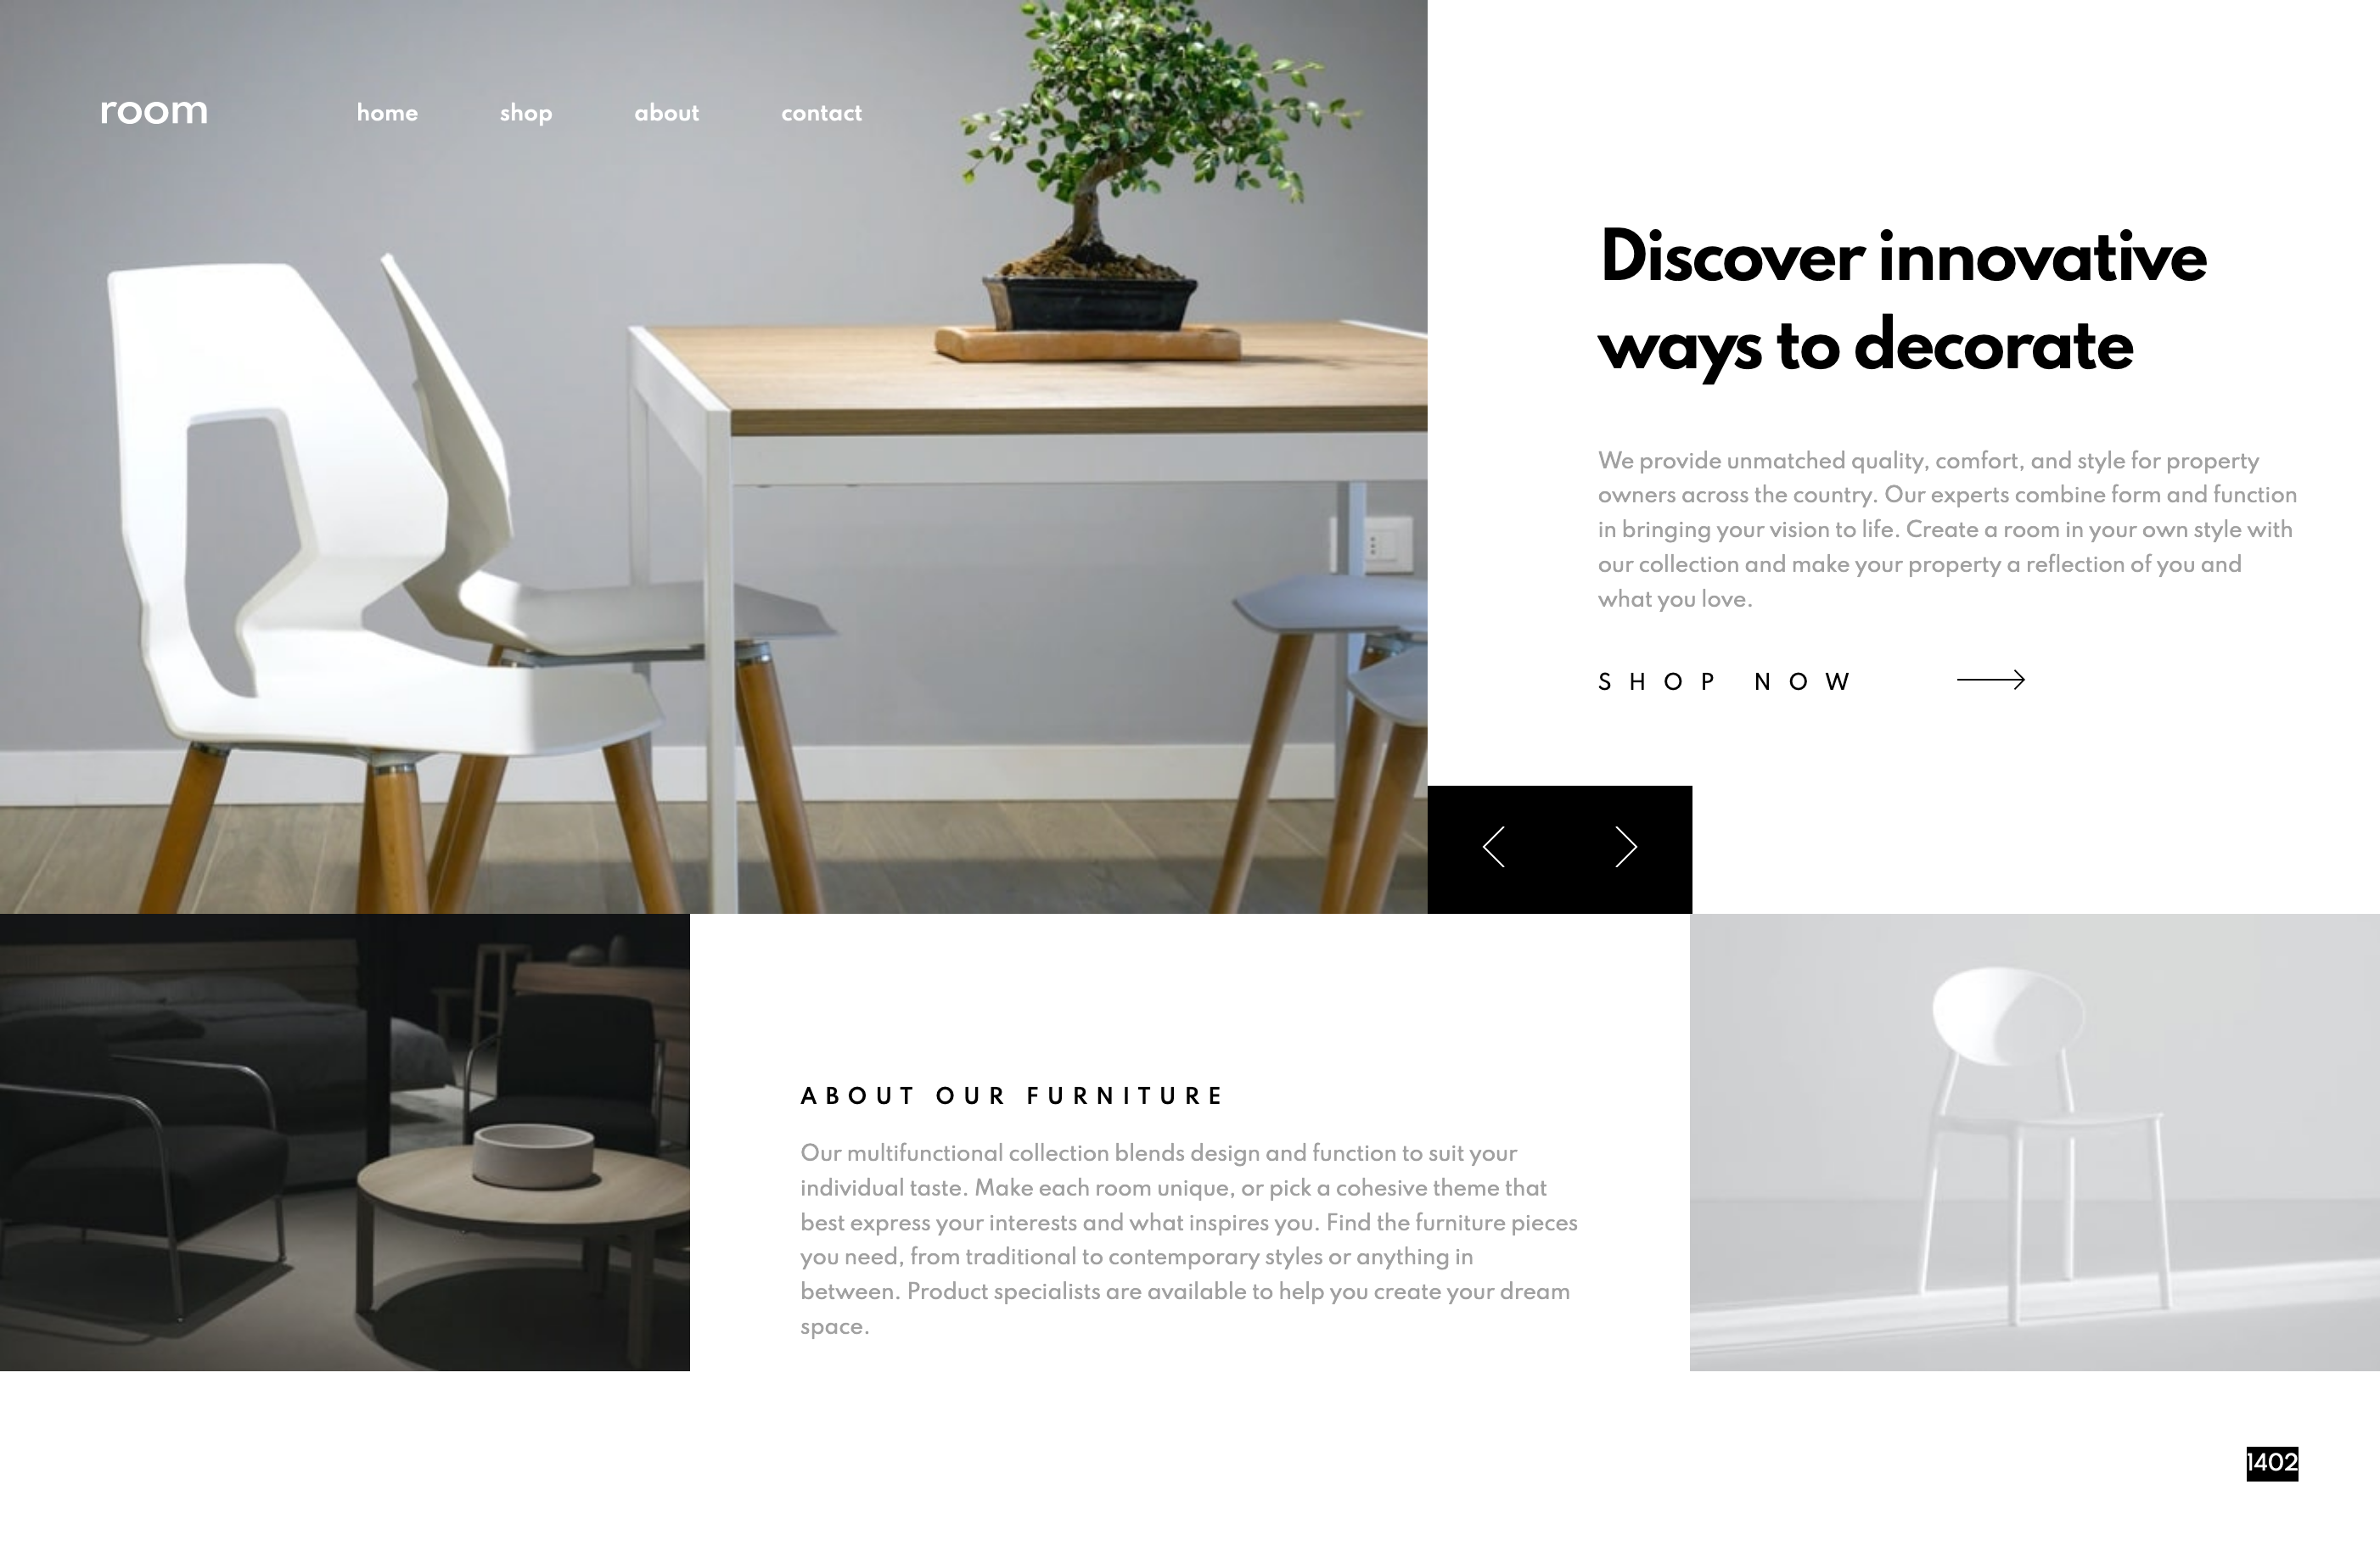 room
home shop about contact
Discover innovative
ways to decorate
We provide unmatched quality, comfort, and style for property
owners across the country. Our experts combine form and function
in bringing your vision to life. Create a room in your own style with
our collection and make your property a reflection of you and
what you love.
SHOP NOW
ABOUT OUR FURNITURE
Our multifunctional collection blends design and function to suit your
individual taste. Make each room unique, or pick a cohesive theme that
best express your interests and what inspires you. Find the furniture pieces
you need, from traditional to contemporary styles or anything in
between. Product specialists are available to help you create your dream
space.
1402